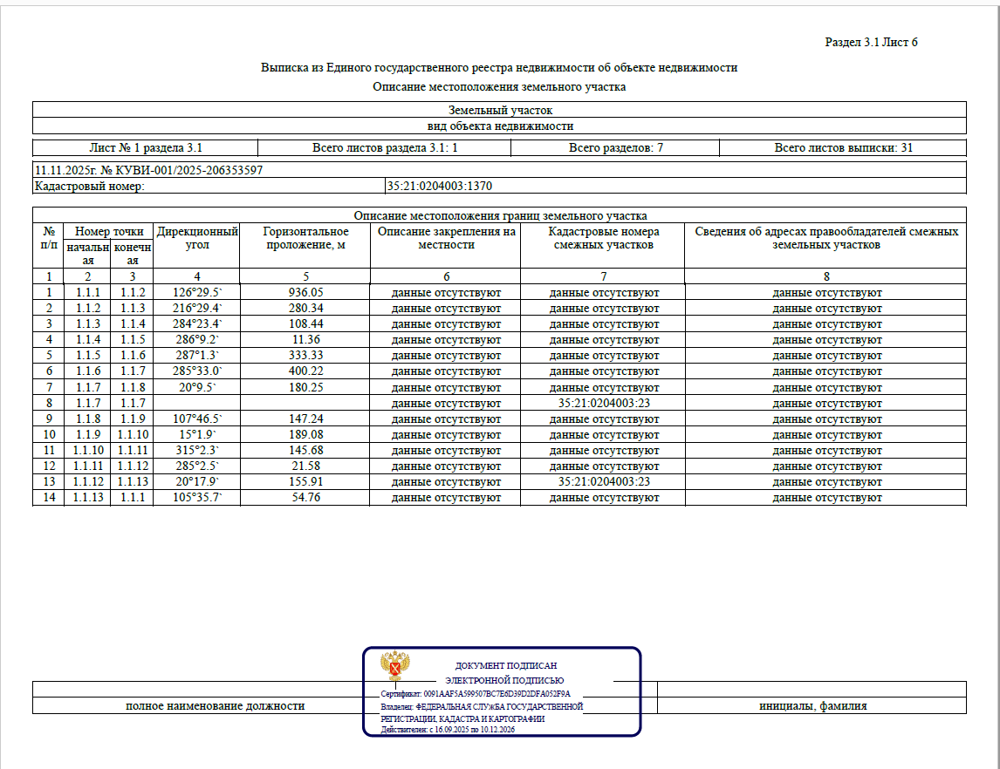 Раздел 3.1 Лист 6
Выписка из Единого государственного реестра недвижимости об объекте недвижимости
Описание местоположения земельного участка
Земельный участок
вид объекта недвижимости
Лист № 1 раздела 3.1 Всего листов раздела 3.1: 1 Всего разделов: 7 Всего листов выписки: 31
11.11.2025г. № КУВИ-001/2025-206353597
Кадастровый номер: 35:21:0204003:1370
Описание местоположения границ земельного участка
№ Номер точки Дирекционный Горизонтальное Описание закрепления на Кадастровые номера Сведения об адресах правообладателей смежных
п/п начальн конечн угол проложение, м местности смежных участков земельных участков
ая ая
1 2 3 4 5 6 7 8
1 1.1.1 1.1.2 126°29.5` 936.05 данные отсутствуют данные отсутствуют данные отсутствуют
2 1.1.2 1.1.3 216°29.4` 280.34 данные отсутствуют данные отсутствуют данные отсутствуют
3 1.1.3 1.1.4 284°23.4` 108.44 данные отсутствуют данные отсутствуют данные отсутствуют
4 1.1.4 1.1.5 286°9.2` 11.36 данные отсутствуют данные отсутствуют данные отсутствуют
5 1.1.5 1.1.6 287°1.3` 333.33 данные отсутствуют данные отсутствуют данные отсутствуют
6 1.1.6 1.1.7 285°33.0` 400.22 данные отсутствуют данные отсутствуют данные отсутствуют
7 1.1.7 1.1.8 20°9.5` 180.25 данные отсутствуют данные отсутствуют данные отсутствуют
8 1.1.7 1.1.7 данные отсутствуют 35:21:0204003:23 данные отсутствуют
9 1.1.8 1.1.9 107°46.5` 147.24 данные отсутствуют данные отсутствуют данные отсутствуют
10 1.1.9 1.1.10 15°1.9` 189.08 данные отсутствуют данные отсутствуют данные отсутствуют
11 1.1.10 1.1.11 315°2.3` 145.68 данные отсутствуют данные отсутствуют данные отсутствуют
12 1.1.11 1.1.12 285°2.5` 21.58 данные отсутствуют данные отсутствуют данные отсутствуют
13 1.1.12 1.1.13 20°17.9` 155.91 данные отсутствуют 35:21:0204003:23 данные отсутствуют
14 1.1.13 1.1.1 105°35.7` 54.76 данные отсутствуют данные отсутствуют данные отсутствуют
ДОКУМЕНТ ПОДПИСАН
ЭЛЕКТРОННОЙ ПОДПИСЬЮ
Сертификат: 0091AAF5A599507BC7E6D39D2DFA052F9A
Владелец: ФЕДЕРАЛЬНАЯ СЛУЖБА ГОСУДАРСТВЕННОЙ
РЕГИСТРАЦИИ, КАДАСТРА И КАРТОГРАФИИ
Действителен: с 16.09.2025 по 10.12.2026
полное наименование должности инициалы, фамилия